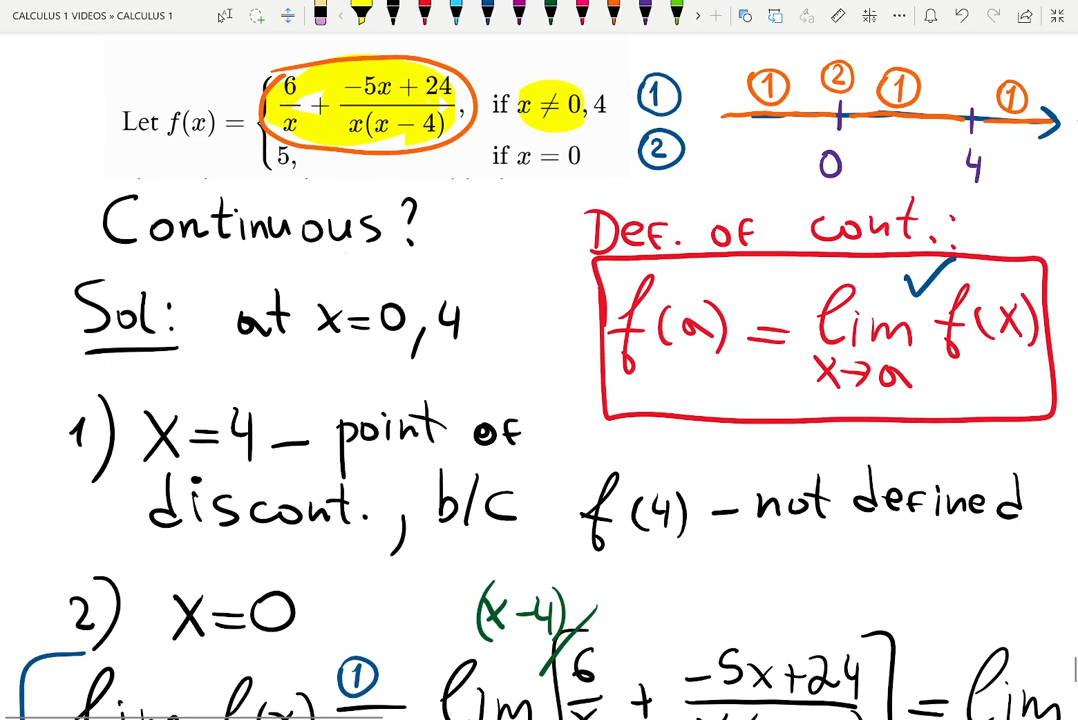 CALCULUS 1 VIDEOS » CALCULUS 1
Let f(x) = { 6/x + (-5x + 24)/(x(x - 4)), if x ≠ 0, 4 ①
5, if x = 0 ②
① ② ① ①
0 4
Continuous?
Def. of cont.:
Sol: at x=0,4
f(a) = lim f(x)
x→a
1) x=4 – point of
discont., b/c f(4) – not defined
2) x=0
(x-4)
lim f(x) ① lim [6/x + -5x+24 ] = lim